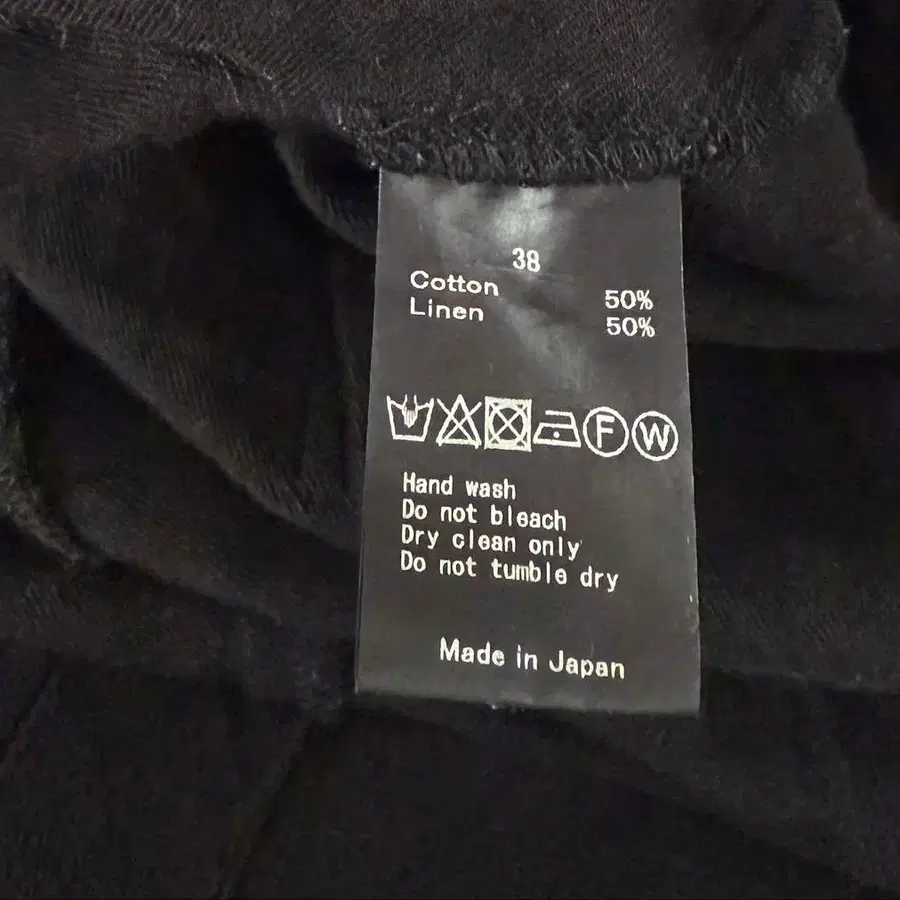 38
Cotton 50%
Linen 50%
F W
Hand wash
Do not bleach
Dry clean only
Do not tumble dry
Made in Japan